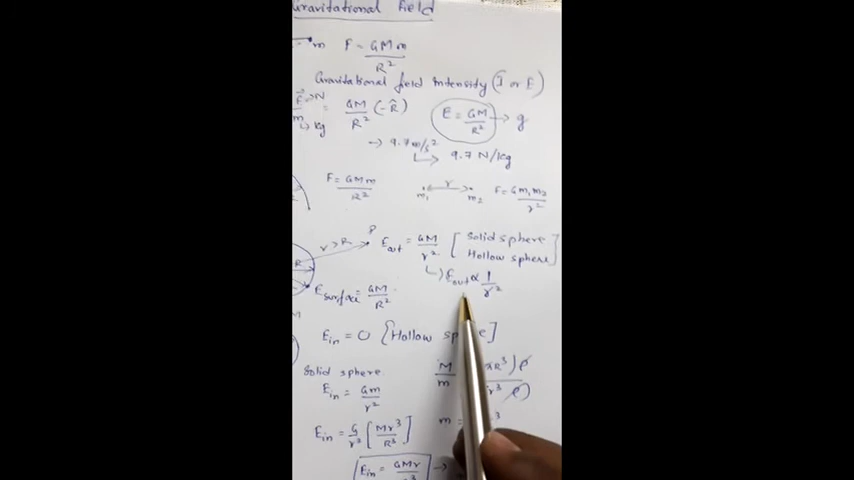 Gravitational Field
m F = GMm/R²
Gravitational field intensity (I or E)
F⃗/m → N = GM/R² (-R̂) E = GM/R² → g
↳ kg
→ 9.7 m/s²
↳ 9.7 N/kg
F = GMm/R² m₁ r m₂ F = Gm₁m₂/r²
P
r > R E_out = GM/r² [Solid sphere
Hollow sphere]
R ↳ E_out ∝ 1/r²
E_surface = GM/R²
M
E_in = 0 {Hollow
Solid sphere
M/m R³) ρ
r³ ρ)
E_in = Gm/r²
E_in = G/r² [Mr³/R³] m =
E_in = GMr →